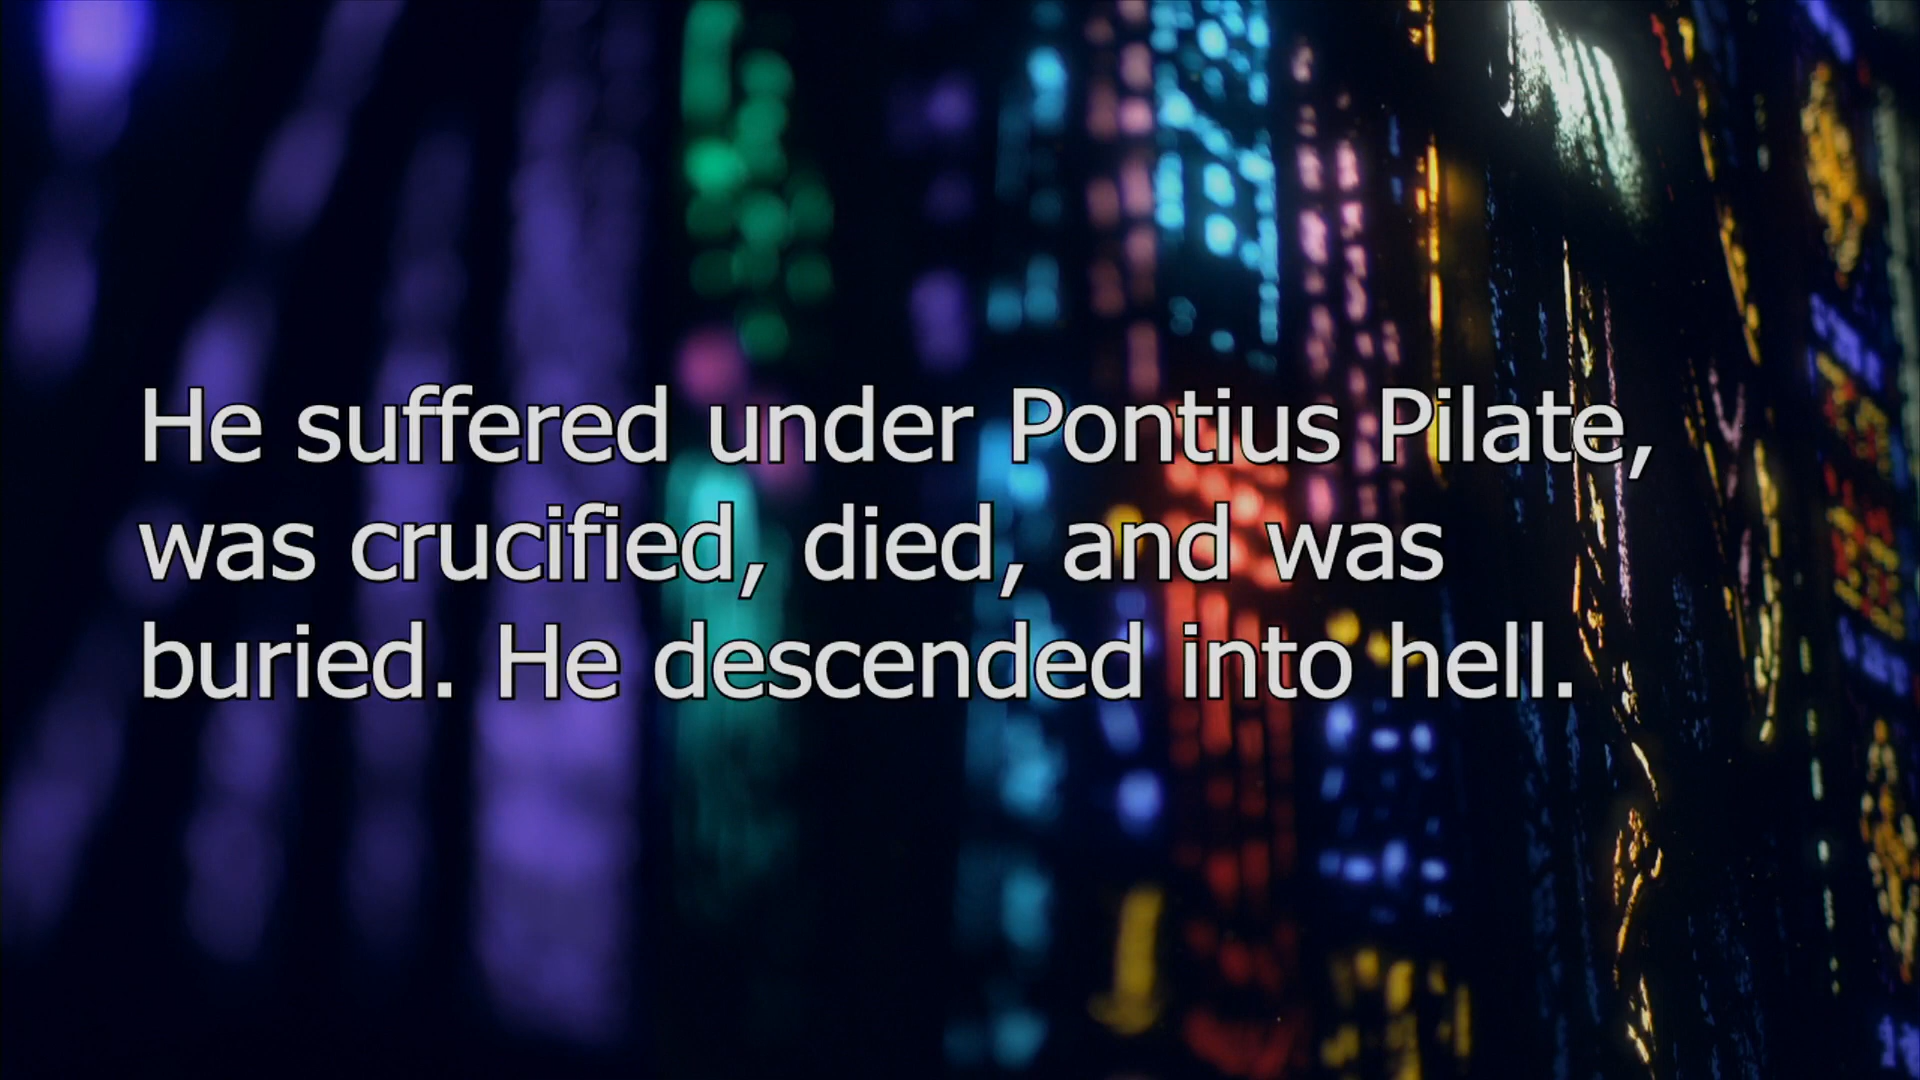 He suffered under Pontius Pilate,
was crucified, died, and was
buried. He descended into hell.